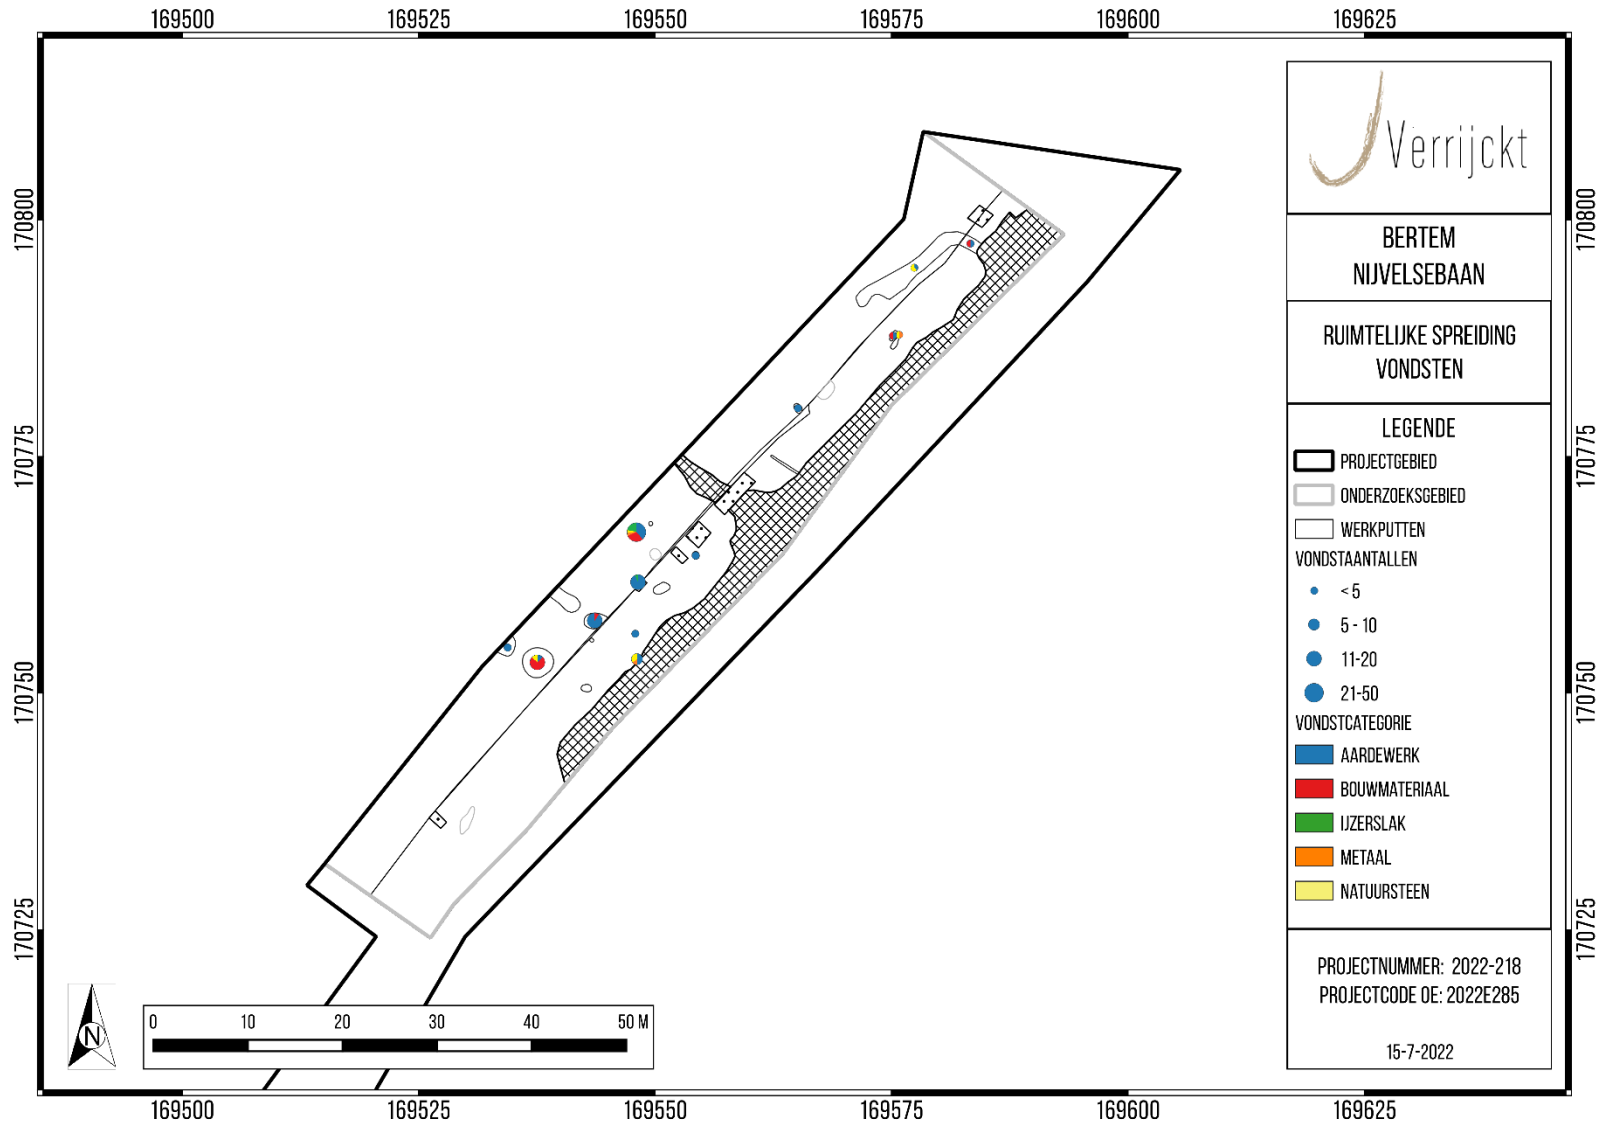 169500 169525 169550 169575 169600 169625
170800 170800
170775 170775
170750 170750
170725 170725
Verrijckt
BERTEM
NIJVELSEBAAN
RUIMTELIJKE SPREIDING
VONDSTEN
LEGENDE
PROJECTGEBIED
ONDERZOEKSGEBIED
WERKPUTTEN
VONDSTAANTALLEN
< 5
5 - 10
11-20
21-50
VONDSTCATEGORIE
AARDEWERK
BOUWMATERIAAL
IJZERSLAK
METAAL
NATUURSTEEN
PROJECTNUMMER: 2022-218
PROJECTCODE OE: 2022E285
15-7-2022
N
0 10 20 30 40 50 M
169500 169525 169550 169575 169600 169625